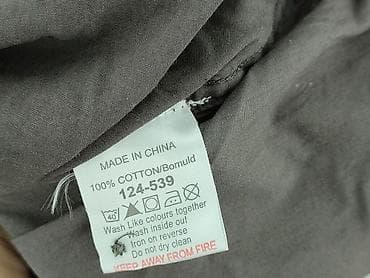 MADE IN CHINA
100% COTTON/Bomuld
124-539
40
Wash Like colours together
Wash inside out
Iron on reverse
Do not dry clean
KEEP AWAY FROM FIRE